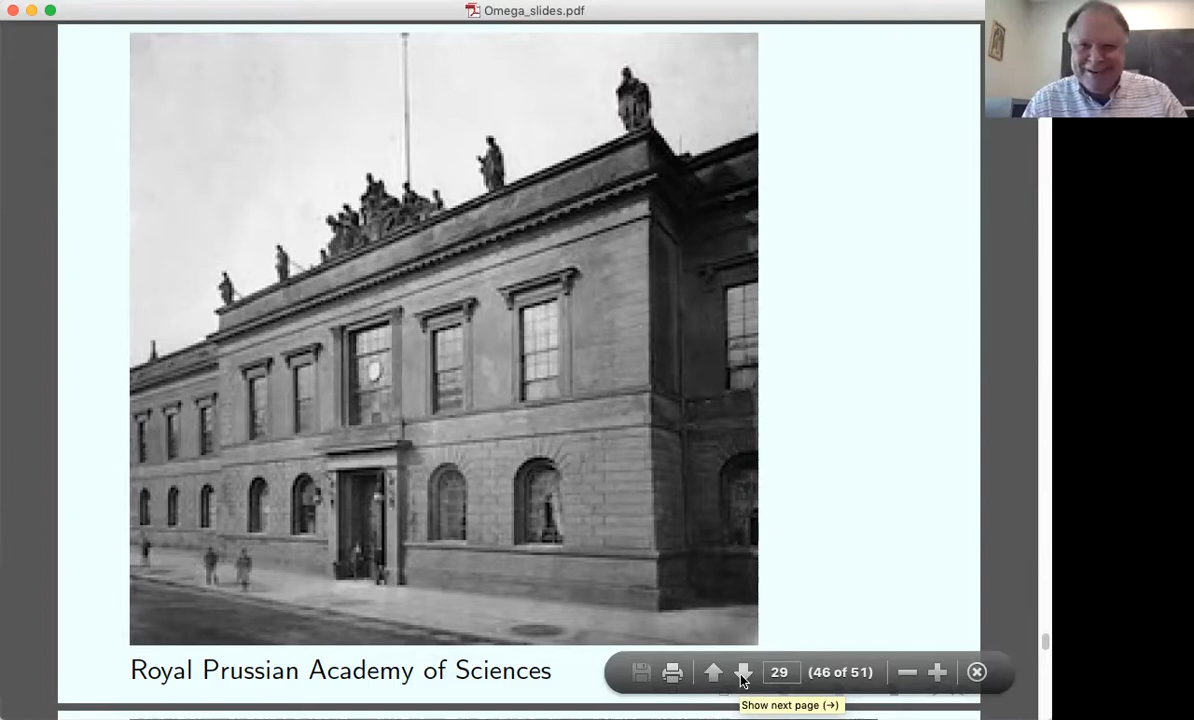 Omega_slides.pdf
Royal Prussian Academy of Sciences
29
(46 of 51)
Show next page (→)